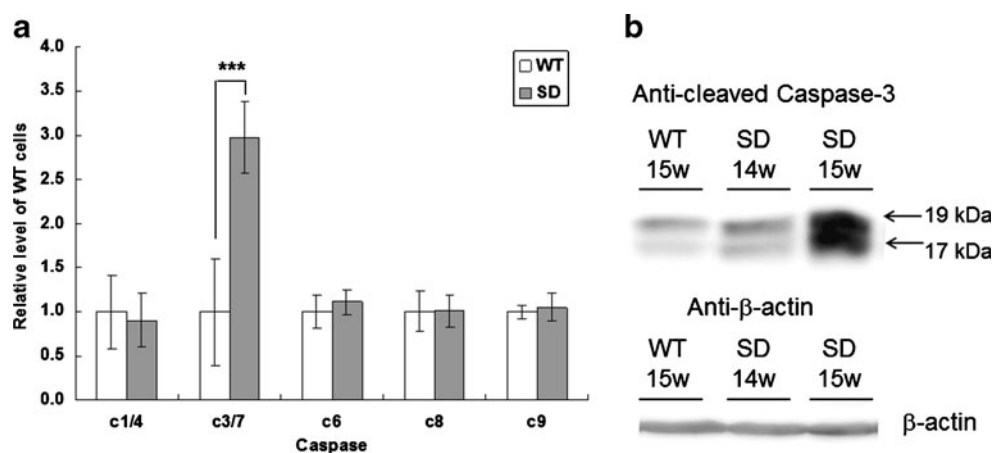 a
Relative level of WT cells
4.0
3.5
3.0
2.5
2.0
1.5
1.0
0.5
0.0
***
WT
SD
c1/4 c3/7 c6 c8 c9
Caspase
b
Anti-cleaved Caspase-3
WT SD SD
15w 14w 15w
19 kDa
17 kDa
Anti-β-actin
WT SD SD
15w 14w 15w
β-actin